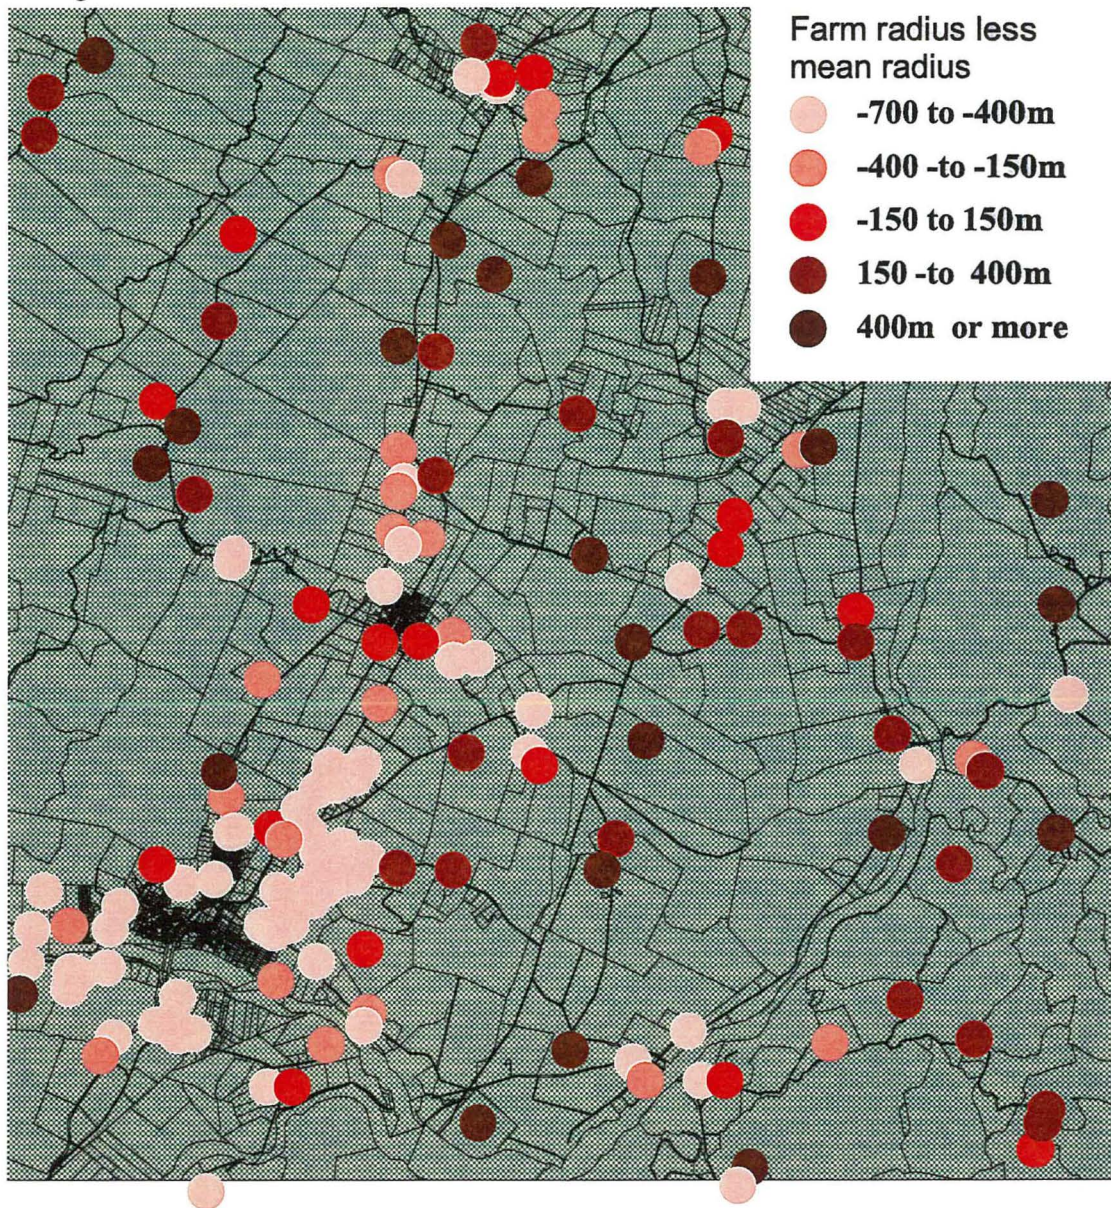 Farm radius less
mean radius
-700 to -400m
-400 -to -150m
-150 to 150m
150 -to 400m
400m or more